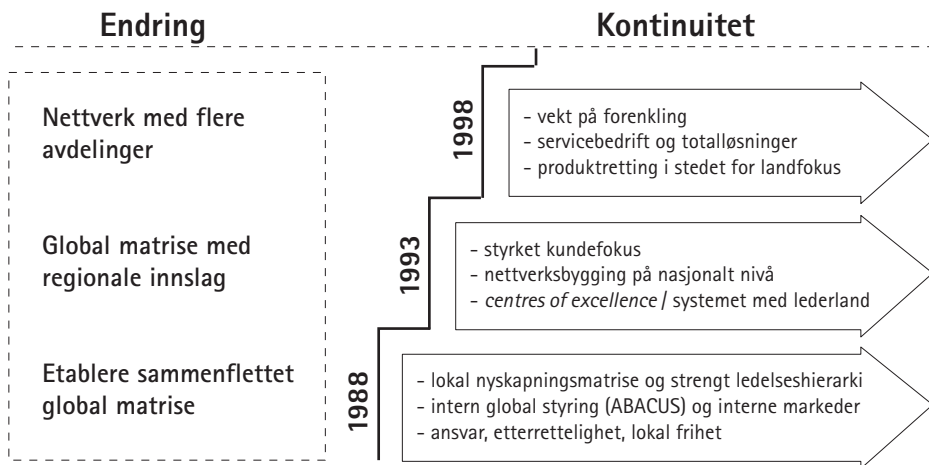 Endring
Kontinuitet
Nettverk med flere
avdelinger
1998
- vekt på forenkling
- servicebedrift og totalløsninger
- produktretting i stedet for landfokus
Global matrise med
regionale innslag
1993
- styrket kundefokus
- nettverksbygging på nasjonalt nivå
- centres of excellence / systemet med lederland
Etablere sammenflettet
global matrise
1988
- lokal nyskapningsmatrise og strengt ledelseshierarki
- intern global styring (ABACUS) og interne markeder
- ansvar, etterrettelighet, lokal frihet